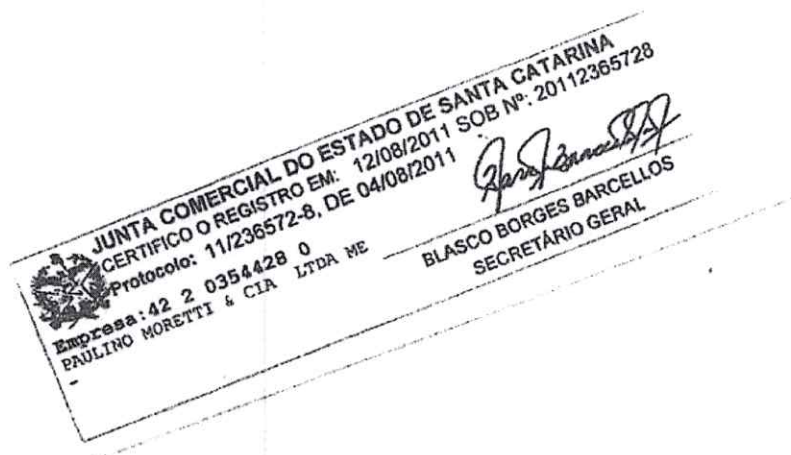 JUNTA COMERCIAL DO ESTADO DE SANTA CATARINA
CERTIFICO O REGISTRO EM: 12/08/2011 SOB Nº: 20112365728
Protocolo: 11/236572-8, DE 04/08/2011
Empresa:42 2 0354428 0
PAULINO MORETTI & CIA LTDA ME
-
BLASCO BORGES BARCELLOS
SECRETÁRIO GERAL